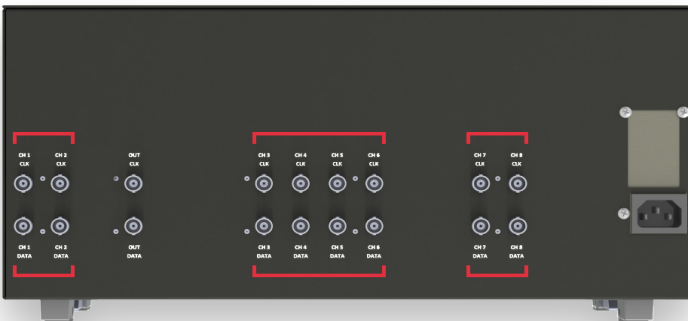 CH 1 CH 2 OUT CH 3 CH 4 CH 5 CH 6 CH 7 CH 8
CLK CLK CLK CLK CLK CLK CLK CLK CLK
CH 1 CH 2 OUT CH 3 CH 4 CH 5 CH 6 CH 7 CH 8
DATA DATA DATA DATA DATA DATA DATA DATA DATA